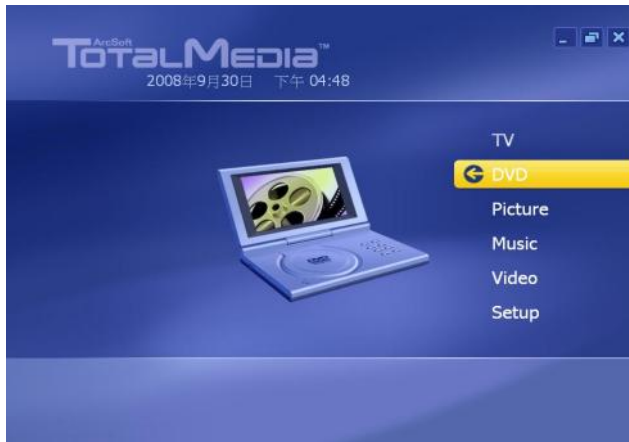 ArcSoft
TOTALMEDIA™
2008年9月30日 下午 04:48
TV
DVD
Picture
Music
Video
Setup
DVD